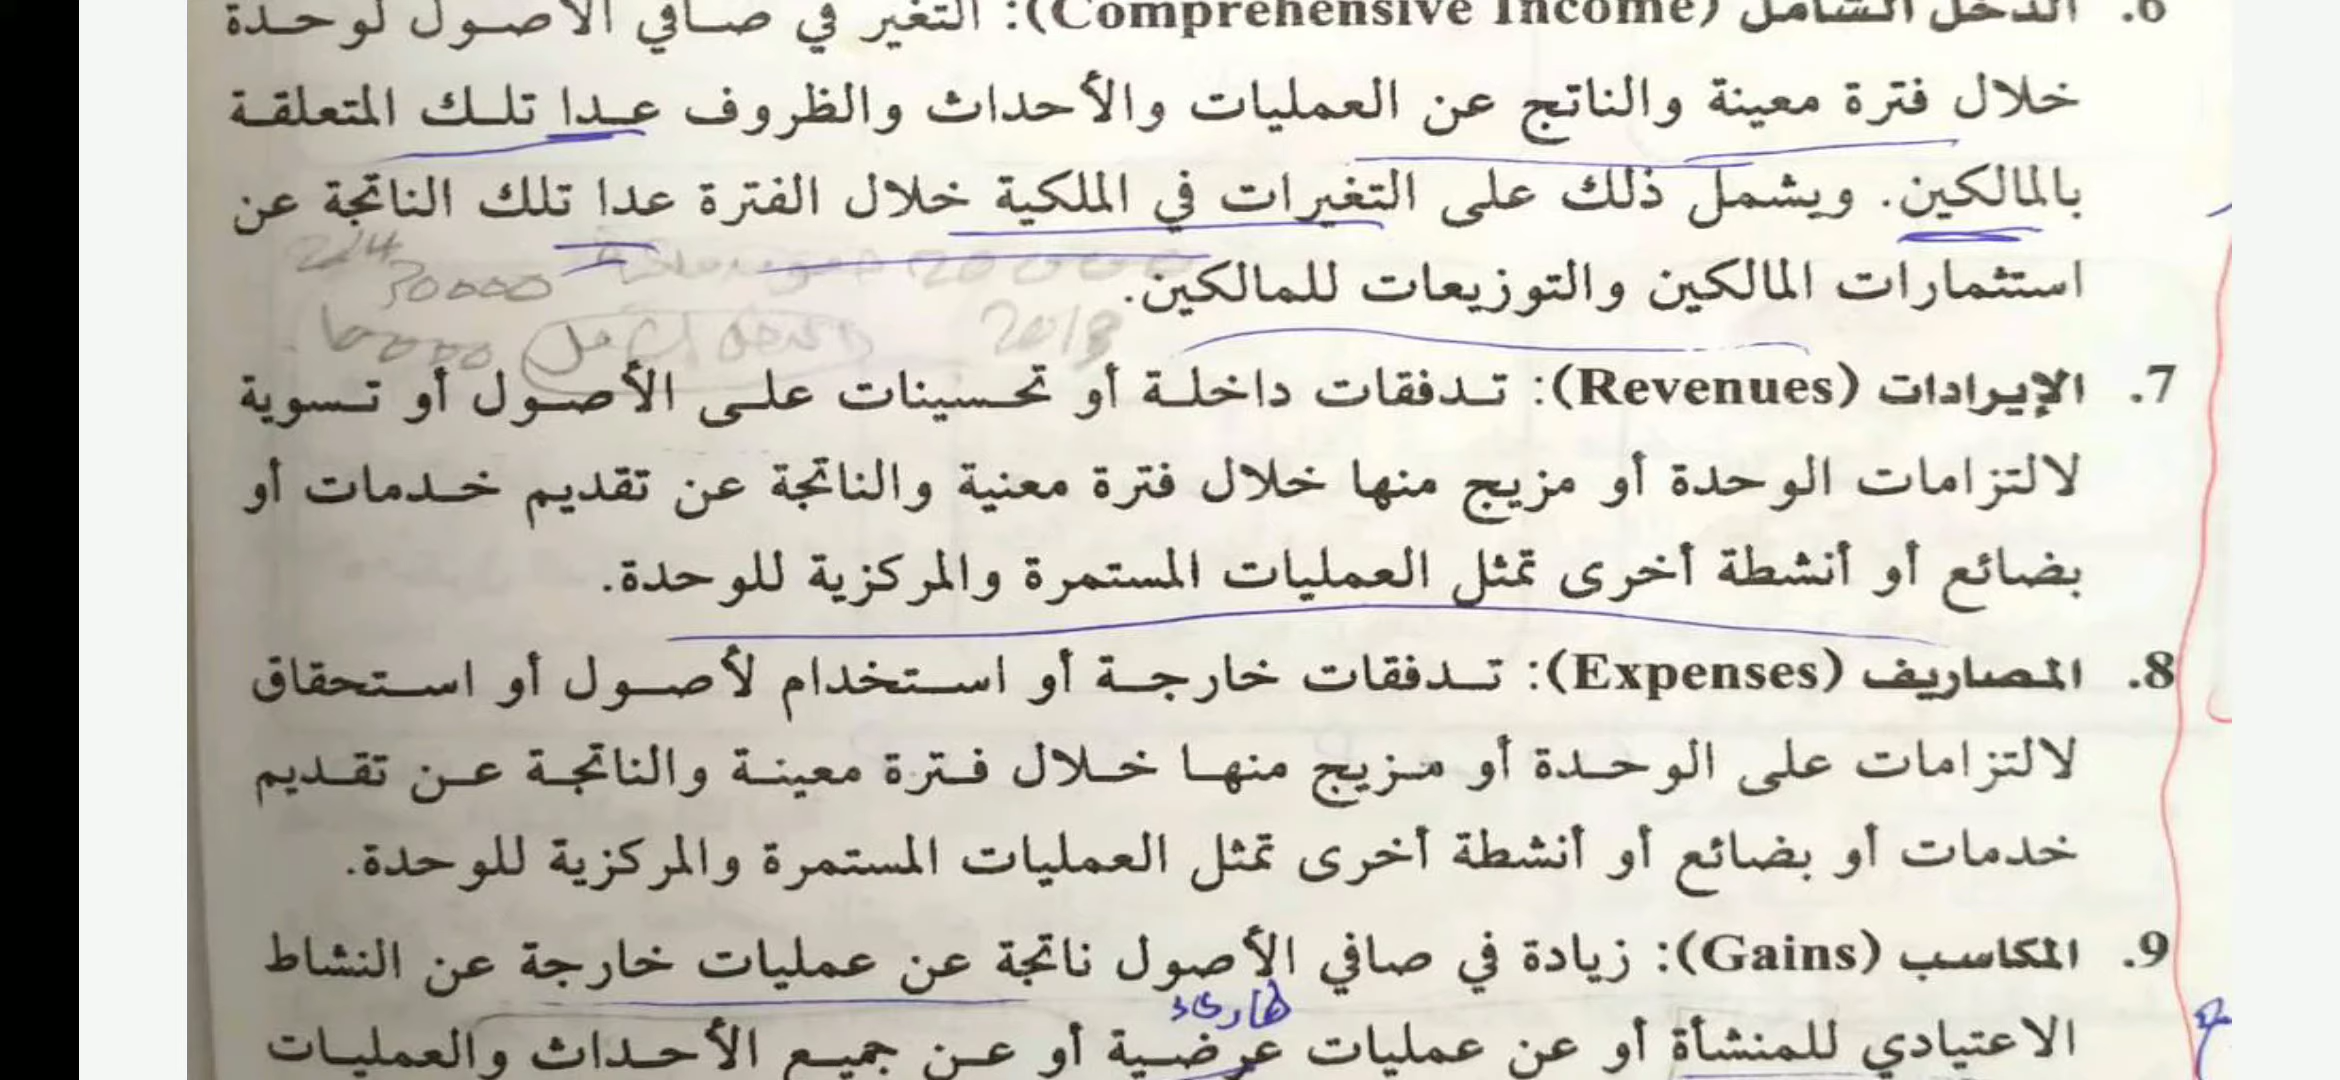 6. الدخل الشامل (Comprehensive Income): التغير في صافي الأصول لوحدة
خلال فترة معينة والناتج عن العمليات والأحداث والظروف عدا تلك المتعلقة
بالمالكين. ويشمل ذلك على التغيرات في الملكية خلال الفترة عدا تلك الناتجة عن
30000
استثمارات المالكين والتوزيعات للمالكين.
2018
7. الإيرادات (Revenues): تدفقات داخلة أو تحسينات على الأصول أو تسوية
لالتزامات الوحدة أو مزيج منها خلال فترة معنية والناتجة عن تقديم خدمات أو
بضائع أو أنشطة أخرى تمثل العمليات المستمرة والمركزية للوحدة.
8. المصاريف (Expenses): تدفقات خارجة أو استخدام لأصول أو استحقاق
لالتزامات على الوحدة أو مزيج منها خلال فترة معينة والناتجة عن تقديم
خدمات أو بضائع أو أنشطة أخرى تمثل العمليات المستمرة والمركزية للوحدة.
9. المكاسب (Gains): زيادة في صافي الأصول ناتجة عن عمليات خارجة عن النشاط
الاعتيادي للمنشأة أو عن عمليات عرضية أو عن جميع الأحداث والعمليات